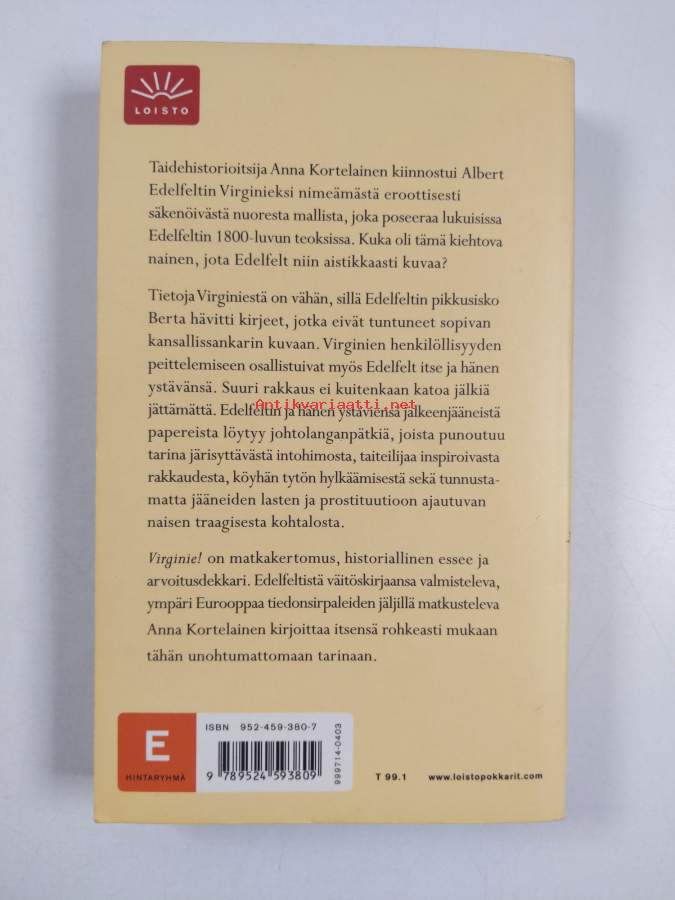 LOISTO
Taidehistorioitsija Anna Kortelainen kiinnostui Albert
Edelfeltin Virginieksi nimeämästä eroottisesti
säkenöivästä nuoresta mallista, joka poseeraa lukuisissa
Edelfeltin 1800-luvun teoksissa. Kuka oli tämä kiehtova
nainen, jota Edelfelt niin aistikkaasti kuvaa?
Tietoja Virginiestä on vähän, sillä Edelfeltin pikkusisko
Berta hävitti kirjeet, jotka eivät tuntuneet sopivan
kansallissankarin kuvaan. Virginien henkilöllisyyden
peittelemiseen osallistuivat myös Edelfelt itse ja hänen
ystävänsä. Suuri rakkaus ei kuitenkaan katoa jälkiä
jättämättä. Edelfeltin ja hänen ystäviensä jälkeenjääneistä
Antikvariaatti.net
papereista löytyy johtolanganpätkiä, joista punoutuu
tarina järisyttävästä intohimosta, taiteilijaa inspiroivasta
rakkaudesta, köyhän tytön hylkäämisestä sekä tunnusta-
matta jääneiden lasten ja prostituutioon ajautuvan
naisen traagisesta kohtalosta.
Virginie! on matkakertomus, historiallinen essee ja
arvoitusdekkari. Edelfeltistä väitöskirjaansa valmisteleva,
ympäri Eurooppaa tiedonsirpaleiden jäljillä matkusteleva
Anna Kortelainen kirjoittaa itsensä rohkeasti mukaan
tähän unohtumattomaan tarinaan.
E
HINTARYHMÄ
ISBN 952-459-380-7
9 789524 593809
999714-0403
T 99.1 www.loistopokkarit.com